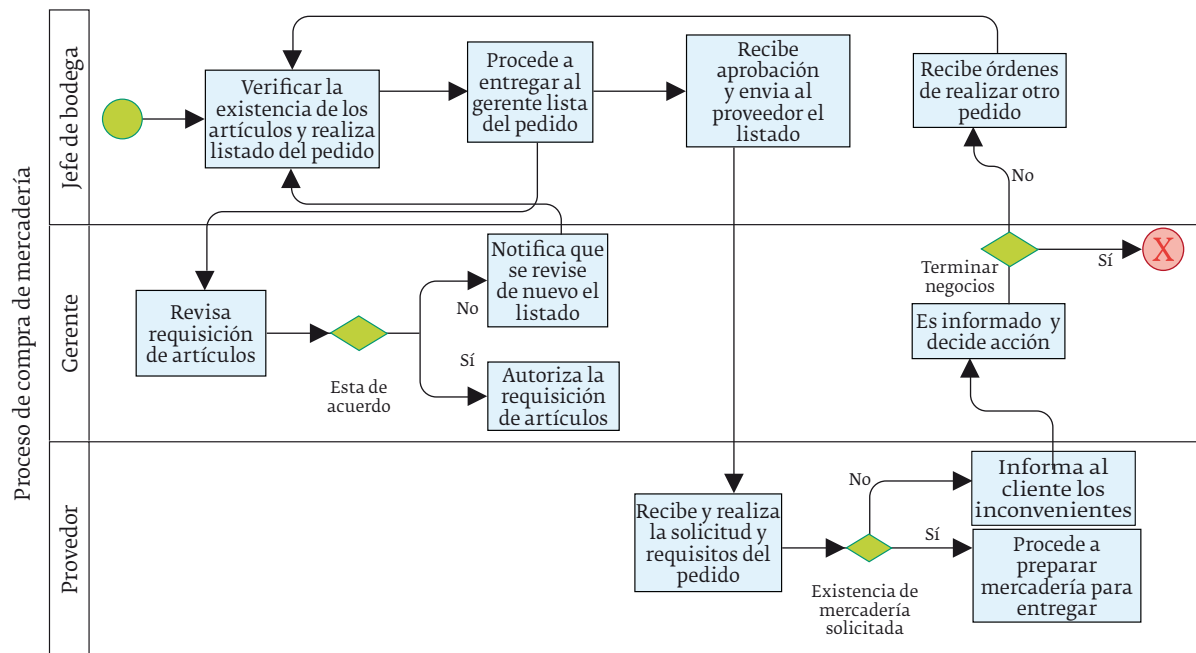 Proceso de compra de mercadería
Jefe de bodega
Verificar la
existencia de los
artículos y realiza
listado del pedido
Procede a
entregar al
gerente lista
del pedido
Recibe
aprobación
y envia al
proveedor el
listado
Recibe órdenes
de realizar otro
pedido
No
Gerente
Revisa
requisición
de artículos
Esta de
acuerdo
No
Notifica que
se revise
de nuevo el
listado
Sí
Autoriza la
requisición
de artículos
Terminar
negocios
Sí
X
Es informado y
decide acción
Provedor
Recibe y realiza
la solicitud y
requisitos del
pedido
Existencia de
mercadería
solicitada
No
Informa al
cliente los
inconvenientes
Sí
Procede a
preparar
mercadería para
entregar